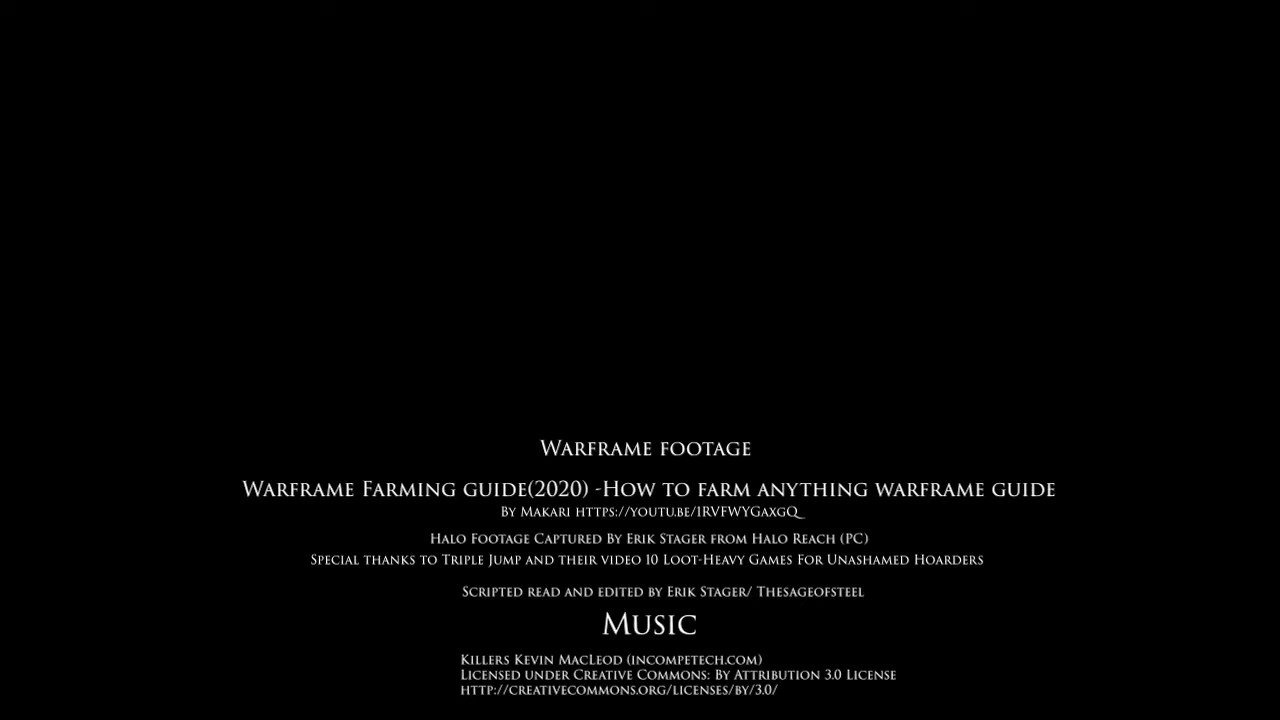 Warframe footage
Warframe Farming guide(2020) -How to farm anything warframe guide
By Makari https://youtu.be/1RVFWYGaxgQ
Halo Footage Captured By Erik Stager from Halo Reach (PC)
Special thanks to Triple Jump and their video 10 Loot-Heavy Games For Unashamed Hoarders
Scripted read and edited by Erik Stager/ Thesageofsteel
Music
Killers Kevin MacLeod (incompetech.com)
Licensed under Creative Commons: By Attribution 3.0 License
http://creativecommons.org/licenses/by/3.0/